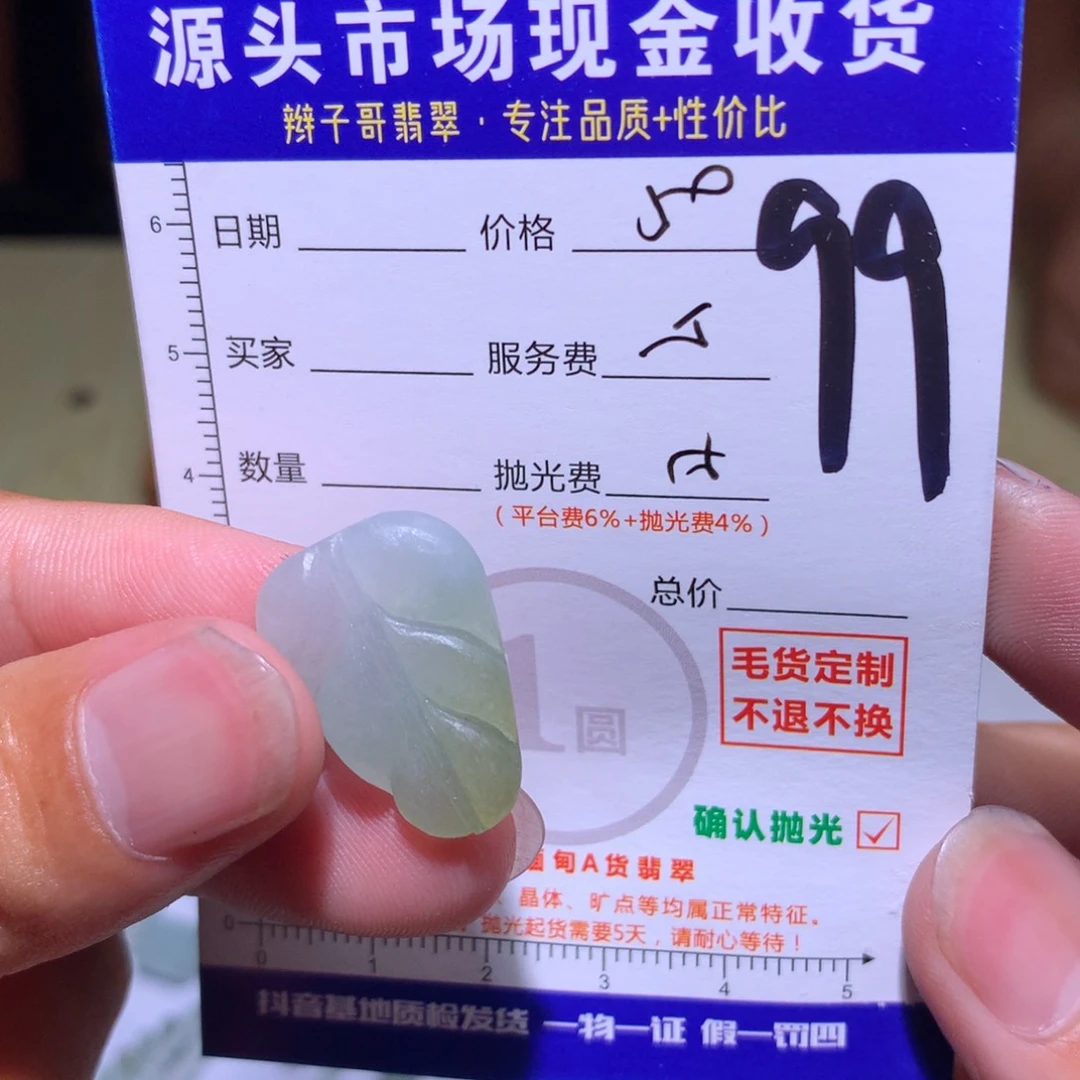 源头市场现金收货
辫子哥翡翠·专注品质+性价比
日期 价格 58 99
买家 服务费
数量 抛光费
(平台费6%+抛光费4%)
总价
1圆
毛货定制
不退不换
确认抛光
缅甸A货翡翠
、晶体、旷点等均属正常特征。
抛光起货需要5天,请耐心等待!
6
5
4
0
0 1 2 3 4 5
抖音基地质检发货 一物一证 假一罚四